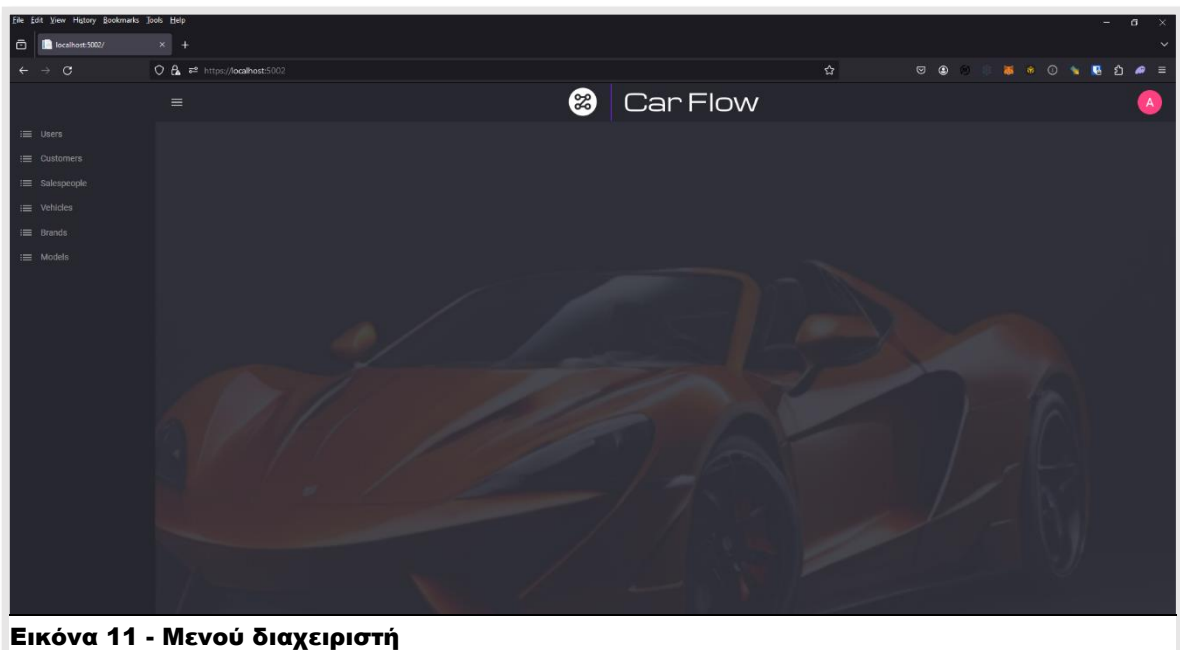 File Edit View History Bookmarks Tools Help
localhost:5002/
https://localhost:5002
Car Flow
A
Users
Customers
Salespeople
Vehicles
Brands
Models
Εικόνα 11 - Μενού διαχειριστή